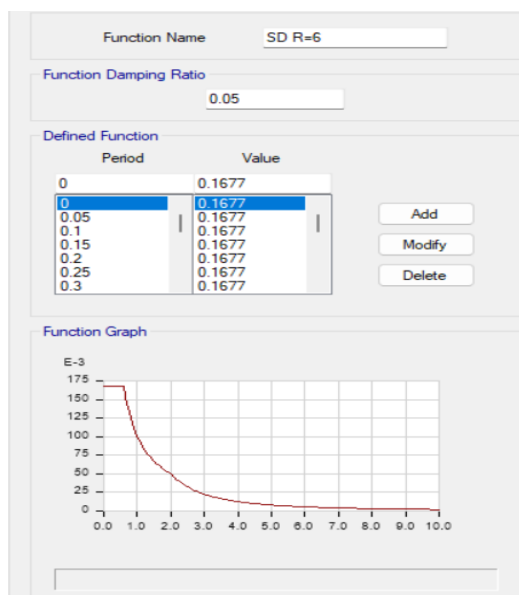 Function Name SD R=6
Function Damping Ratio
0.05
Defined Function
Period Value
0 0.1677
0 0.1677
0.05 0.1677
0.1 0.1677
0.15 0.1677
0.2 0.1677
0.25 0.1677
0.3 0.1677
Add
Modify
Delete
Function Graph
E-3
175
150
125
100
75
50
25
0
0.0 1.0 2.0 3.0 4.0 5.0 6.0 7.0 8.0 9.0 10.0